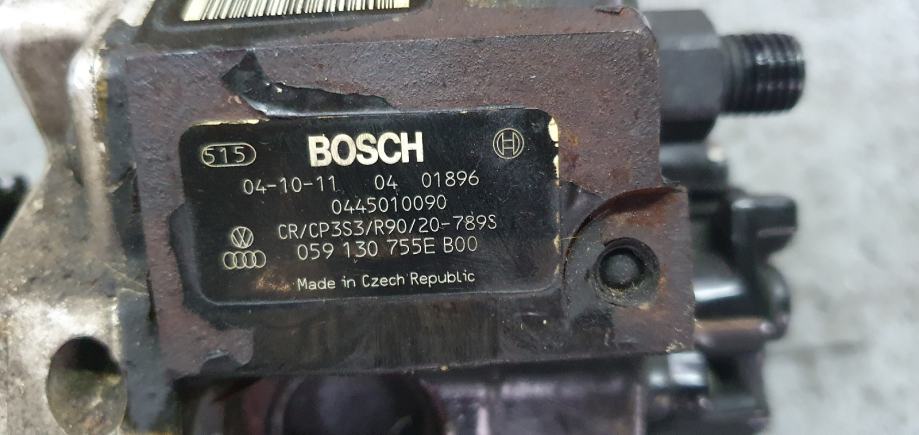 515
BOSCH
04-10-11 04 01896
0445010090
CR/CP3S3/R90/20-789S
059 130 755E B00
Made in Czech Republic